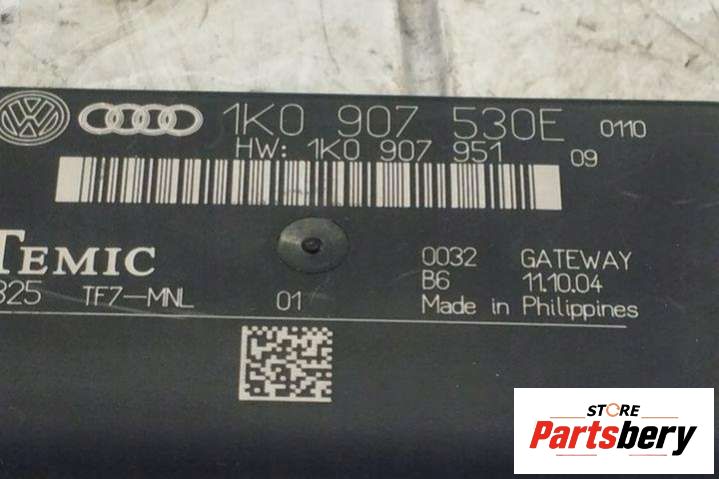 1K0 907 530E 0110
HW: 1K0 907 951 09
TEMIC
0032 GATEWAY
825 TF7-MNL 01 B6 11.10.04
Made in Philippines
STORE
Partsbery